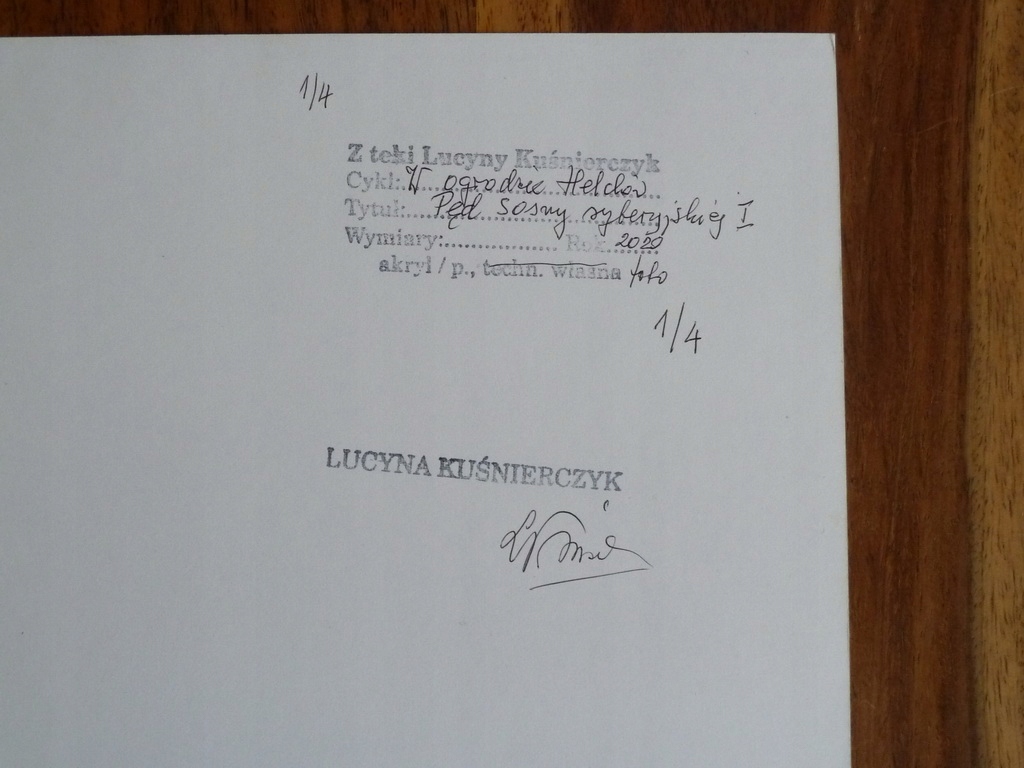 1/4
Z teki Lucyny Kuśnierczyk
Cykl: W ogrodzie Helclów
Tytuł: Pęd sosny syberyjskiej I
Wymiary:.................. Rok 2020
akryl / p., techn. własna foto
1/4
LUCYNA KUŚNIERCZYK